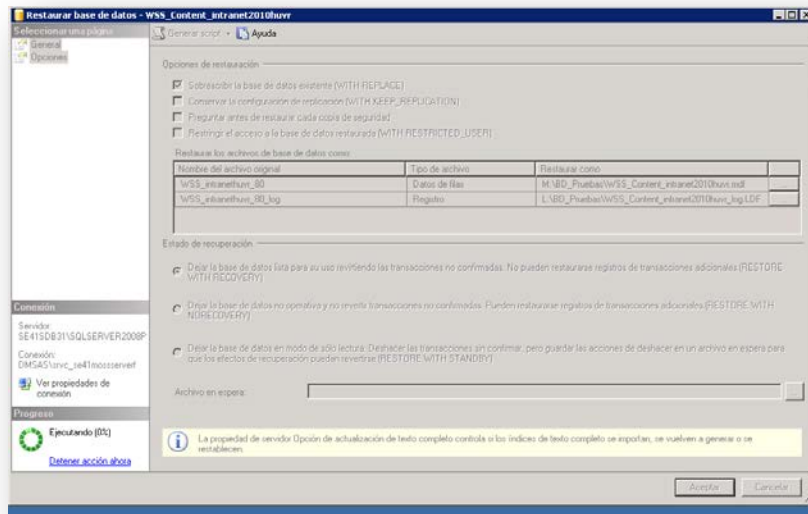 Restaurar base de datos - WSS_Content_intranet2010huvr
Seleccionar una página
General
Opciones
Generar script
Ayuda
Opciones de restauración
Sobrescribir la base de datos existente (WITH REPLACE)
Conservar la configuración de replicación (WITH KEEP_REPLICATION)
Preguntar antes de restaurar cada copia de seguridad
Restringir el acceso a la base de datos restaurada (WITH RESTRICTED_USER)
Restaurar los archivos de base de datos como:
Nombre del archivo original Tipo de archivo Restaurar como
WSS_intranethuvr_80 Datos de filas M:\BD_Pruebas\WSS_Content_intranet2010huvr.mdf ...
WSS_intranethuvr_80_log Registro L:\BD_Pruebas\WSS_Content_intranet2010huvr_log.LDF ...
Estado de recuperación
Dejar la base de datos lista para su uso revirtiendo las transacciones no confirmadas. No pueden restaurarse registros de transacciones adicionales.(RESTORE
WITH RECOVERY)
Dejar la base de datos no operativa y no revertir transacciones no confirmadas. Pueden restaurarse registros de transacciones adicionales.(RESTORE WITH
NORECOVERY)
Dejar la base de datos en modo de sólo lectura. Deshacer las transacciones sin confirmar, pero guardar las acciones de deshacer en un archivo en espera para
que los efectos de recuperación puedan revertirse.(RESTORE WITH STANDBY)
Archivo en espera: ...
Conexión
Servidor:
SE41SDB31\SQLSERVER2008P
Conexión:
DMSAS\srvc_se41mossserverf
Ver propiedades de
conexión
Progreso
Ejecutando (0%)
Detener acción ahora
La propiedad de servidor Opción de actualización de texto completo controla si los índices de texto completo se importan, se vuelven a generar o se
restablecen.
Aceptar
Cancelar